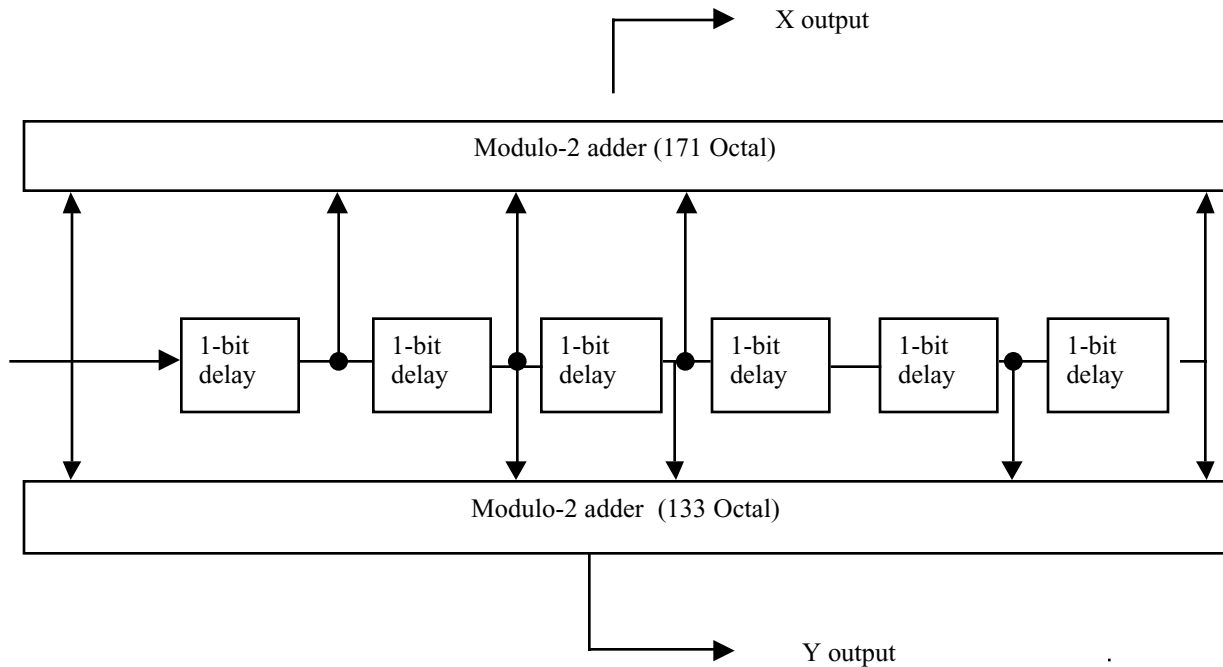 X output
Modulo-2 adder (171 Octal)
1-bit
delay
1-bit
delay
1-bit
delay
1-bit
delay
1-bit
delay
1-bit
delay
Modulo-2 adder (133 Octal)
Y output .